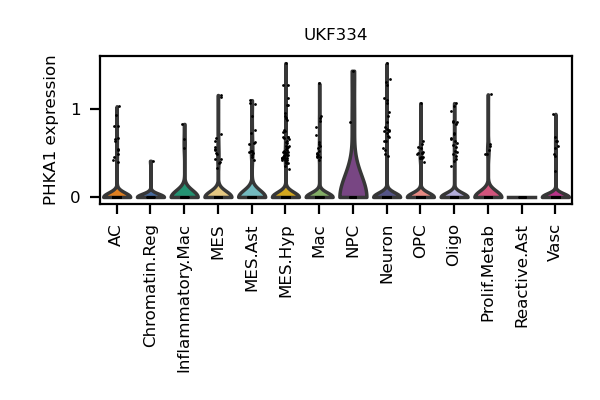 UKF334
PHKA1 expression
1
0
AC
Chromatin.Reg
Inflammatory.Mac
MES
MES.Ast
MES.Hyp
Mac
NPC
Neuron
OPC
Oligo
Prolif.Metab
Reactive.Ast
Vasc